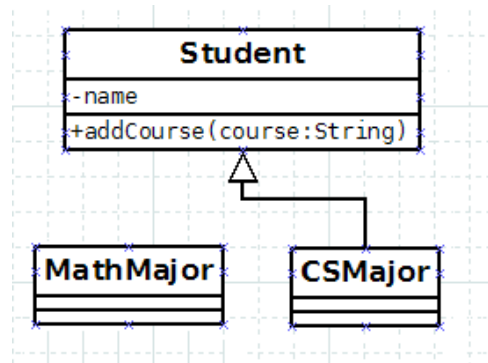 Student
-name
+addCourse(course:String)
MathMajor
CSMajor